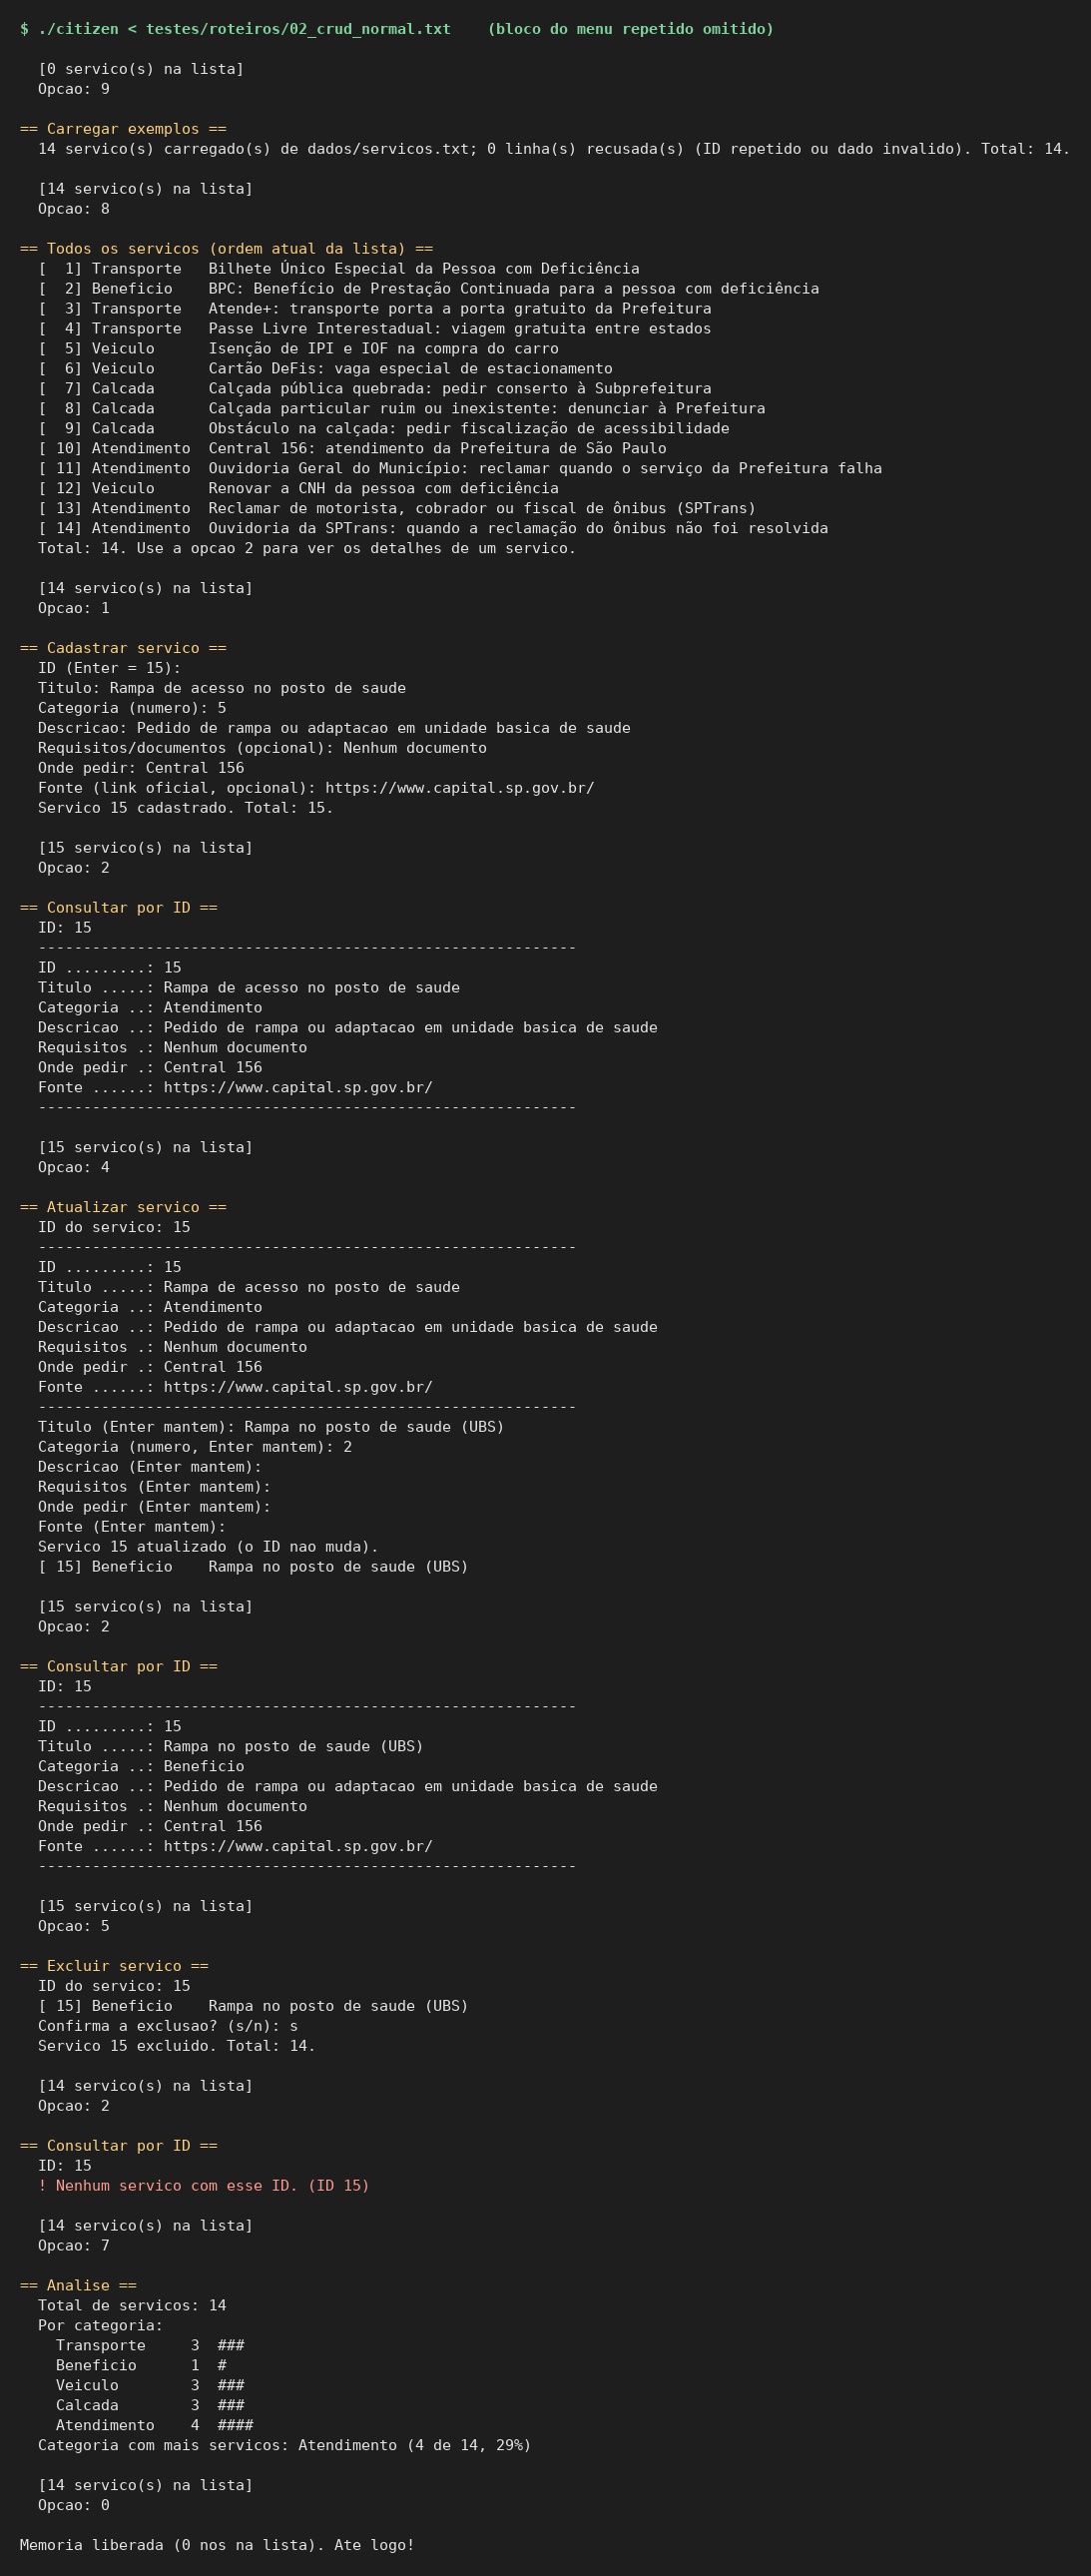 $ ./citizen < testes/roteiros/02_crud_normal.txt    (bloco do menu repetido omitido)

  [0 servico(s) na lista]
  Opcao: 9

== Carregar exemplos ==
  14 servico(s) carregado(s) de dados/servicos.txt; 0 linha(s) recusada(s) (ID repetido ou dado invalido). Total: 14.

  [14 servico(s) na lista]
  Opcao: 8

== Todos os servicos (ordem atual da lista) ==
  [  1] Transporte   Bilhete Único Especial da Pessoa com Deficiência
  [  2] Beneficio    BPC: Benefício de Prestação Continuada para a pessoa com deficiência
  [  3] Transporte   Atende+: transporte porta a porta gratuito da Prefeitura
  [  4] Transporte   Passe Livre Interestadual: viagem gratuita entre estados
  [  5] Veiculo      Isenção de IPI e IOF na compra do carro
  [  6] Veiculo      Cartão DeFis: vaga especial de estacionamento
  [  7] Calcada      Calçada pública quebrada: pedir conserto à Subprefeitura
  [  8] Calcada      Calçada particular ruim ou inexistente: denunciar à Prefeitura
  [  9] Calcada      Obstáculo na calçada: pedir fiscalização de acessibilidade
  [ 10] Atendimento  Central 156: atendimento da Prefeitura de São Paulo
  [ 11] Atendimento  Ouvidoria Geral do Município: reclamar quando o serviço da Prefeitura falha
  [ 12] Veiculo      Renovar a CNH da pessoa com deficiência
  [ 13] Atendimento  Reclamar de motorista, cobrador ou fiscal de ônibus (SPTrans)
  [ 14] Atendimento  Ouvidoria da SPTrans: quando a reclamação do ônibus não foi resolvida
  Total: 14. Use a opcao 2 para ver os detalhes de um servico.

  [14 servico(s) na lista]
  Opcao: 1

== Cadastrar servico ==
  ID (Enter = 15):
  Titulo: Rampa de acesso no posto de saude
  Categoria (numero): 5
  Descricao: Pedido de rampa ou adaptacao em unidade basica de saude
  Requisitos/documentos (opcional): Nenhum documento
  Onde pedir: Central 156
  Fonte (link oficial, opcional): https://www.capital.sp.gov.br/
  Servico 15 cadastrado. Total: 15.

  [15 servico(s) na lista]
  Opcao: 2

== Consultar por ID ==
  ID: 15
  ------------------------------------------------------------
  ID .........: 15
  Titulo .....: Rampa de acesso no posto de saude
  Categoria ..: Atendimento
  Descricao ..: Pedido de rampa ou adaptacao em unidade basica de saude
  Requisitos .: Nenhum documento
  Onde pedir .: Central 156
  Fonte ......: https://www.capital.sp.gov.br/
  ------------------------------------------------------------

  [15 servico(s) na lista]
  Opcao: 4

== Atualizar servico ==
  ID do servico: 15
  ------------------------------------------------------------
  ID .........: 15
  Titulo .....: Rampa de acesso no posto de saude
  Categoria ..: Atendimento
  Descricao ..: Pedido de rampa ou adaptacao em unidade basica de saude
  Requisitos .: Nenhum documento
  Onde pedir .: Central 156
  Fonte ......: https://www.capital.sp.gov.br/
  ------------------------------------------------------------
  Titulo (Enter mantem): Rampa no posto de saude (UBS)
  Categoria (numero, Enter mantem): 2
  Descricao (Enter mantem):
  Requisitos (Enter mantem):
  Onde pedir (Enter mantem):
  Fonte (Enter mantem):
  Servico 15 atualizado (o ID nao muda).
  [ 15] Beneficio    Rampa no posto de saude (UBS)

  [15 servico(s) na lista]
  Opcao: 2

== Consultar por ID ==
  ID: 15
  ------------------------------------------------------------
  ID .........: 15
  Titulo .....: Rampa no posto de saude (UBS)
  Categoria ..: Beneficio
  Descricao ..: Pedido de rampa ou adaptacao em unidade basica de saude
  Requisitos .: Nenhum documento
  Onde pedir .: Central 156
  Fonte ......: https://www.capital.sp.gov.br/
  ------------------------------------------------------------

  [15 servico(s) na lista]
  Opcao: 5

== Excluir servico ==
  ID do servico: 15
  [ 15] Beneficio    Rampa no posto de saude (UBS)
  Confirma a exclusao? (s/n): s
  Servico 15 excluido. Total: 14.

  [14 servico(s) na lista]
  Opcao: 2

== Consultar por ID ==
  ID: 15
  ! Nenhum servico com esse ID. (ID 15)

  [14 servico(s) na lista]
  Opcao: 7

== Analise ==
  Total de servicos: 14
  Por categoria:
    Transporte     3  ###
    Beneficio      1  #
    Veiculo        3  ###
    Calcada        3  ###
    Atendimento    4  ####
  Categoria com mais servicos: Atendimento (4 de 14, 29%)

  [14 servico(s) na lista]
  Opcao: 0

Memoria liberada (0 nos na lista). Ate logo!